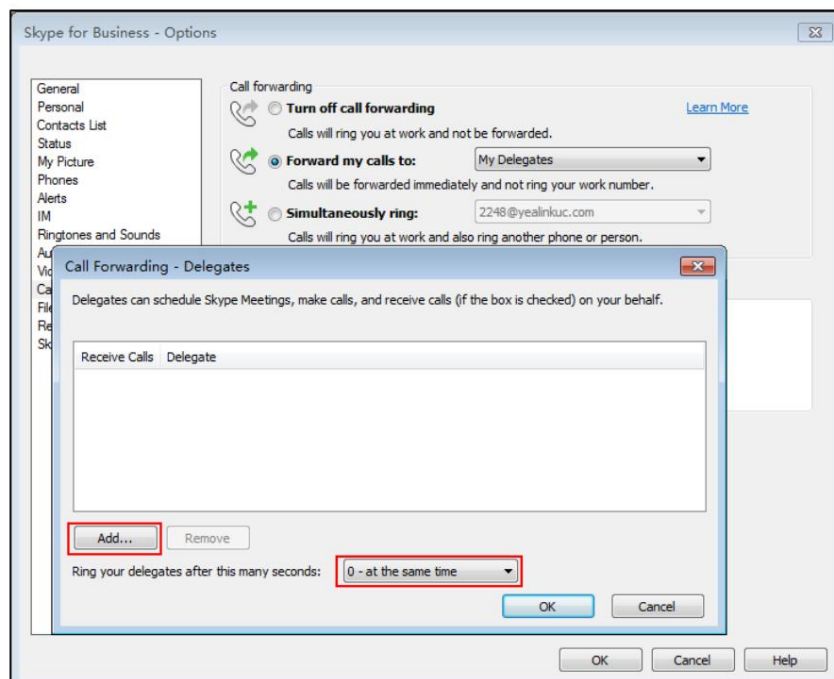 Skype for Business - Options
General
Personal
Contacts List
Status
My Picture
Phones
Alerts
IM
Ringtones and Sounds
Call forwarding
Turn off call forwarding
Learn More
Calls will ring you at work and not be forwarded.
Forward my calls to:
My Delegates
Calls will be forwarded immediately and not ring your work number.
Simultaneously ring:
2248@yealinkuc.com
Calls will ring you at work and also ring another phone or person.
Call Forwarding - Delegates
Delegates can schedule Skype Meetings, make calls, and receive calls (if the box is checked) on your behalf.
Receive Calls Delegate
Add... Remove
Ring your delegates after this many seconds: 0 - at the same time
OK Cancel
OK Cancel Help